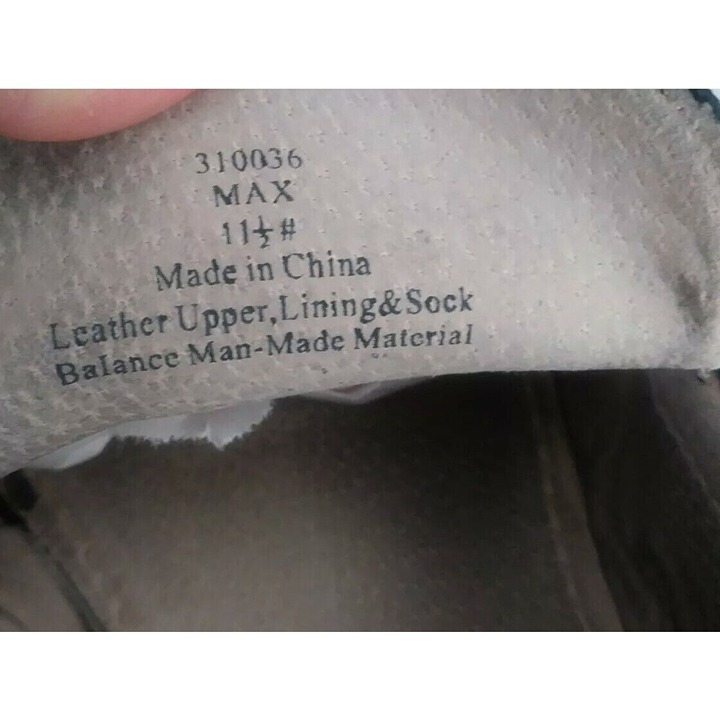 310036
MAX
11½#
Made in China
Leather Upper,Lining&Sock
Balance Man-Made Material